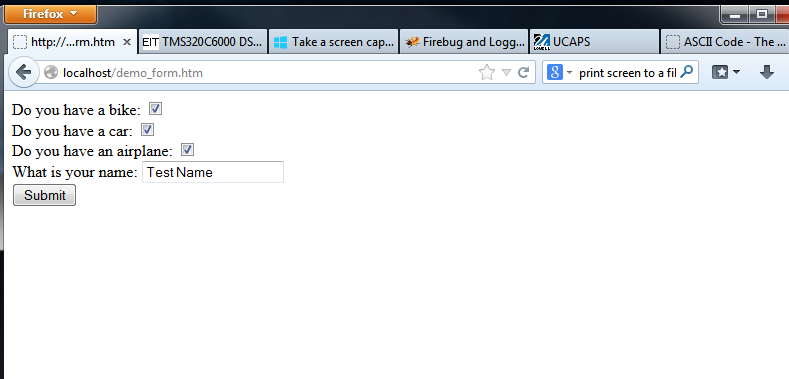 Firefox
http://...rm.htm
EIT TMS320C6000 DS...
Take a screen cap...
Firebug and Logg...
UCAPS
ASCII Code - The ...
localhost/demo_form.htm
8 print screen to a fil
Do you have a bike:
Do you have a car:
Do you have an airplane:
What is your name: Test Name
Submit